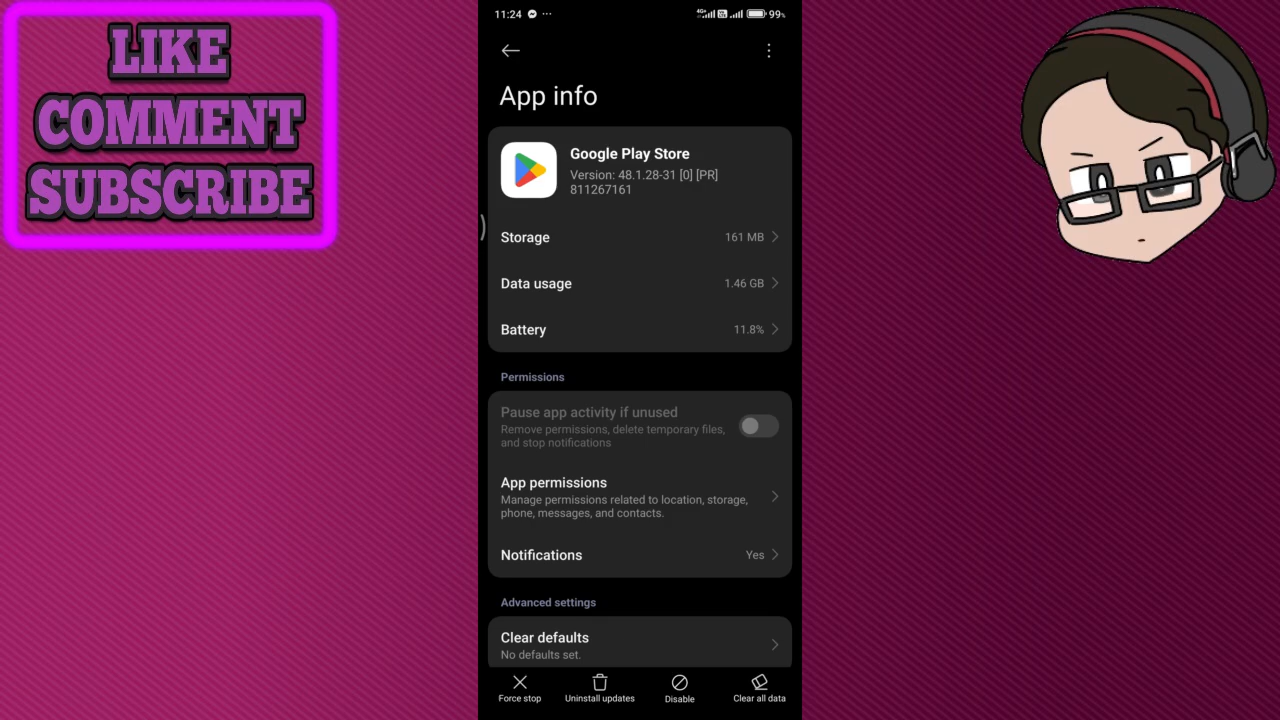 LIKE
COMMENT
SUBSCRIBE
11:24 ··· 4G+ 99%
App info
Google Play Store
Version: 48.1.28-31 [0] [PR]
811267161
Storage 161 MB
Data usage 1.46 GB
Battery 11.8%
Permissions
Pause app activity if unused
Remove permissions, delete temporary files,
and stop notifications
App permissions
Manage permissions related to location, storage,
phone, messages, and contacts.
Notifications Yes
Advanced settings
Clear defaults
No defaults set.
Force stop Uninstall updates Disable Clear all data